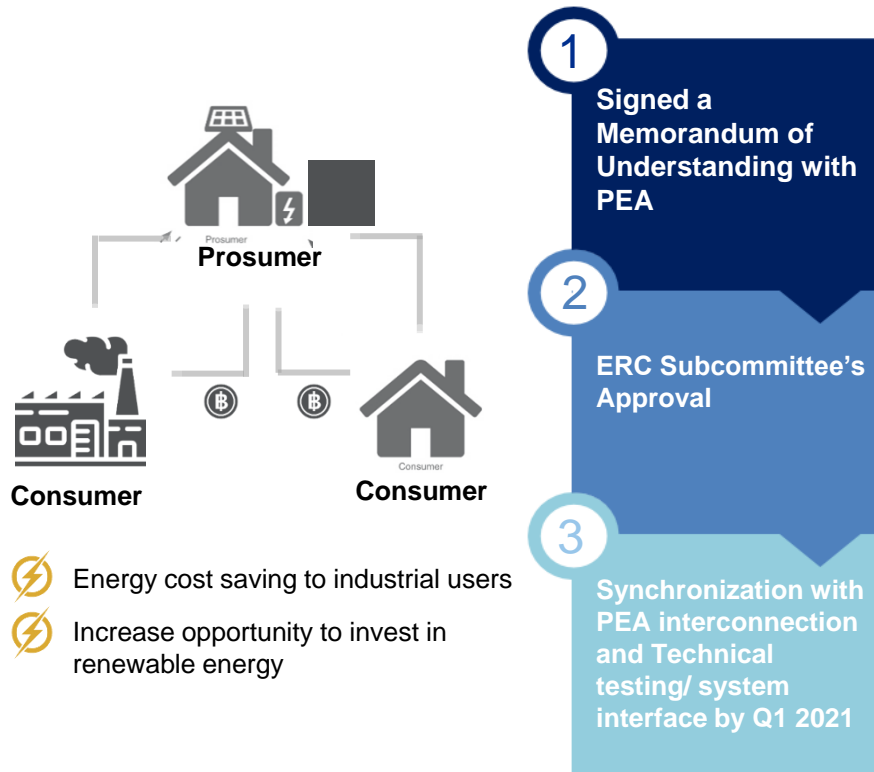 Prosumer
Prosumer
฿
฿
Consumer
Consumer
Consumer
Energy cost saving to industrial users
Increase opportunity to invest in
renewable energy
1
Signed a
Memorandum of
Understanding with
PEA
2
ERC Subcommittee’s
Approval
3
Synchronization with
PEA interconnection
and Technical
testing/ system
interface by Q1 2021